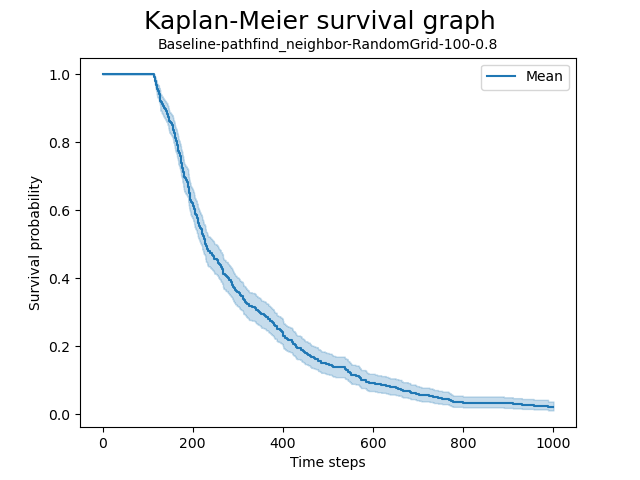 Kaplan-Meier survival graph
Baseline-pathfind_neighbor-RandomGrid-100-0.8
Mean
1.0
0.8
0.6
0.4
0.2
0.0
Survival probability
0 200 400 600 800 1000
Time steps